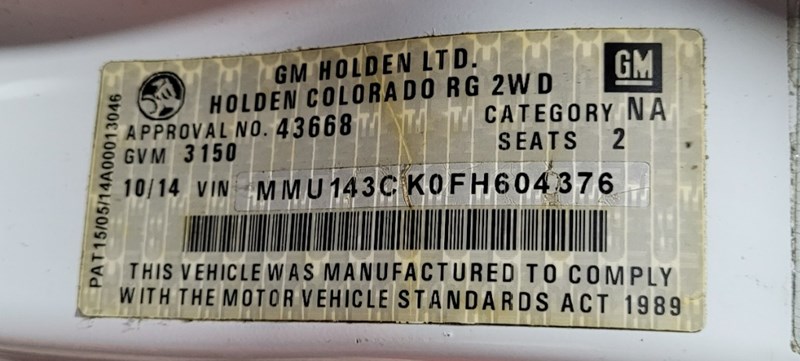 GM HOLDEN LTD.
GM
HOLDEN COLORADO RG 2WD
APPROVAL NO. 43668 CATEGORY NA
GVM 3150 SEATS 2
10/14 VIN MMU143CK0FH604376
THIS VEHICLE WAS MANUFACTURED TO COMPLY
WITH THE MOTOR VEHICLE STANDARDS ACT 1989
PAT15/05/14A00013046